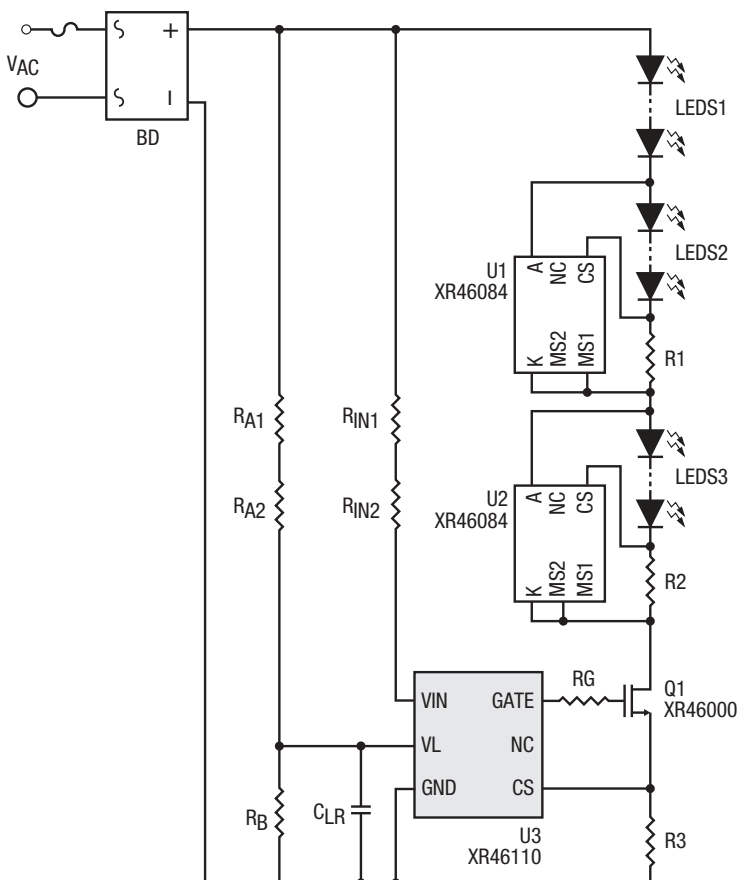 VAC
BD
+
–
LEDS1
LEDS2
U1
XR46084
A
NC
CS
K
MS2
MS1
R1
RA1
RIN1
RA2
RIN2
LEDS3
U2
XR46084
A
NC
CS
K
MS2
MS1
R2
RG
Q1
XR46000
VIN
GATE
VL
NC
GND
CS
RB
CLR
U3
XR46110
R3